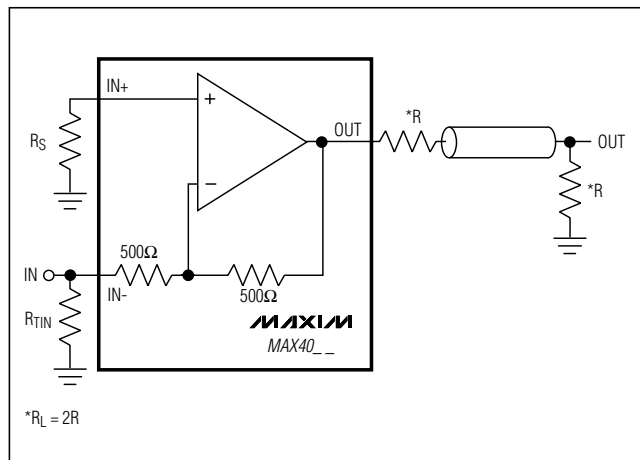 IN+
+
RS
OUT
*R
OUT
−
*R
500Ω
IN
IN-
500Ω
RTIN
MAXIM
MAX40_ _
*RL = 2R